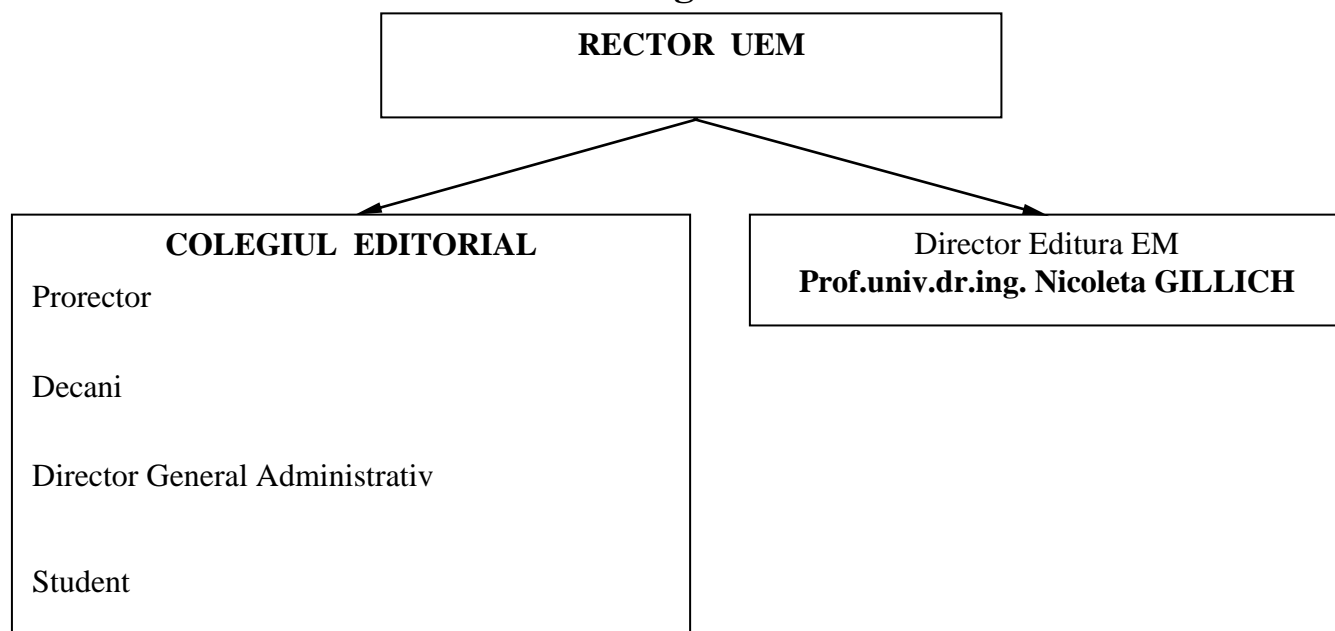 RECTOR UEM
COLEGIUL EDITORIAL
Prorector
Decani
Director General Administrativ
Student
Director Editura EM
Prof.univ.dr.ing. Nicoleta GILLICH